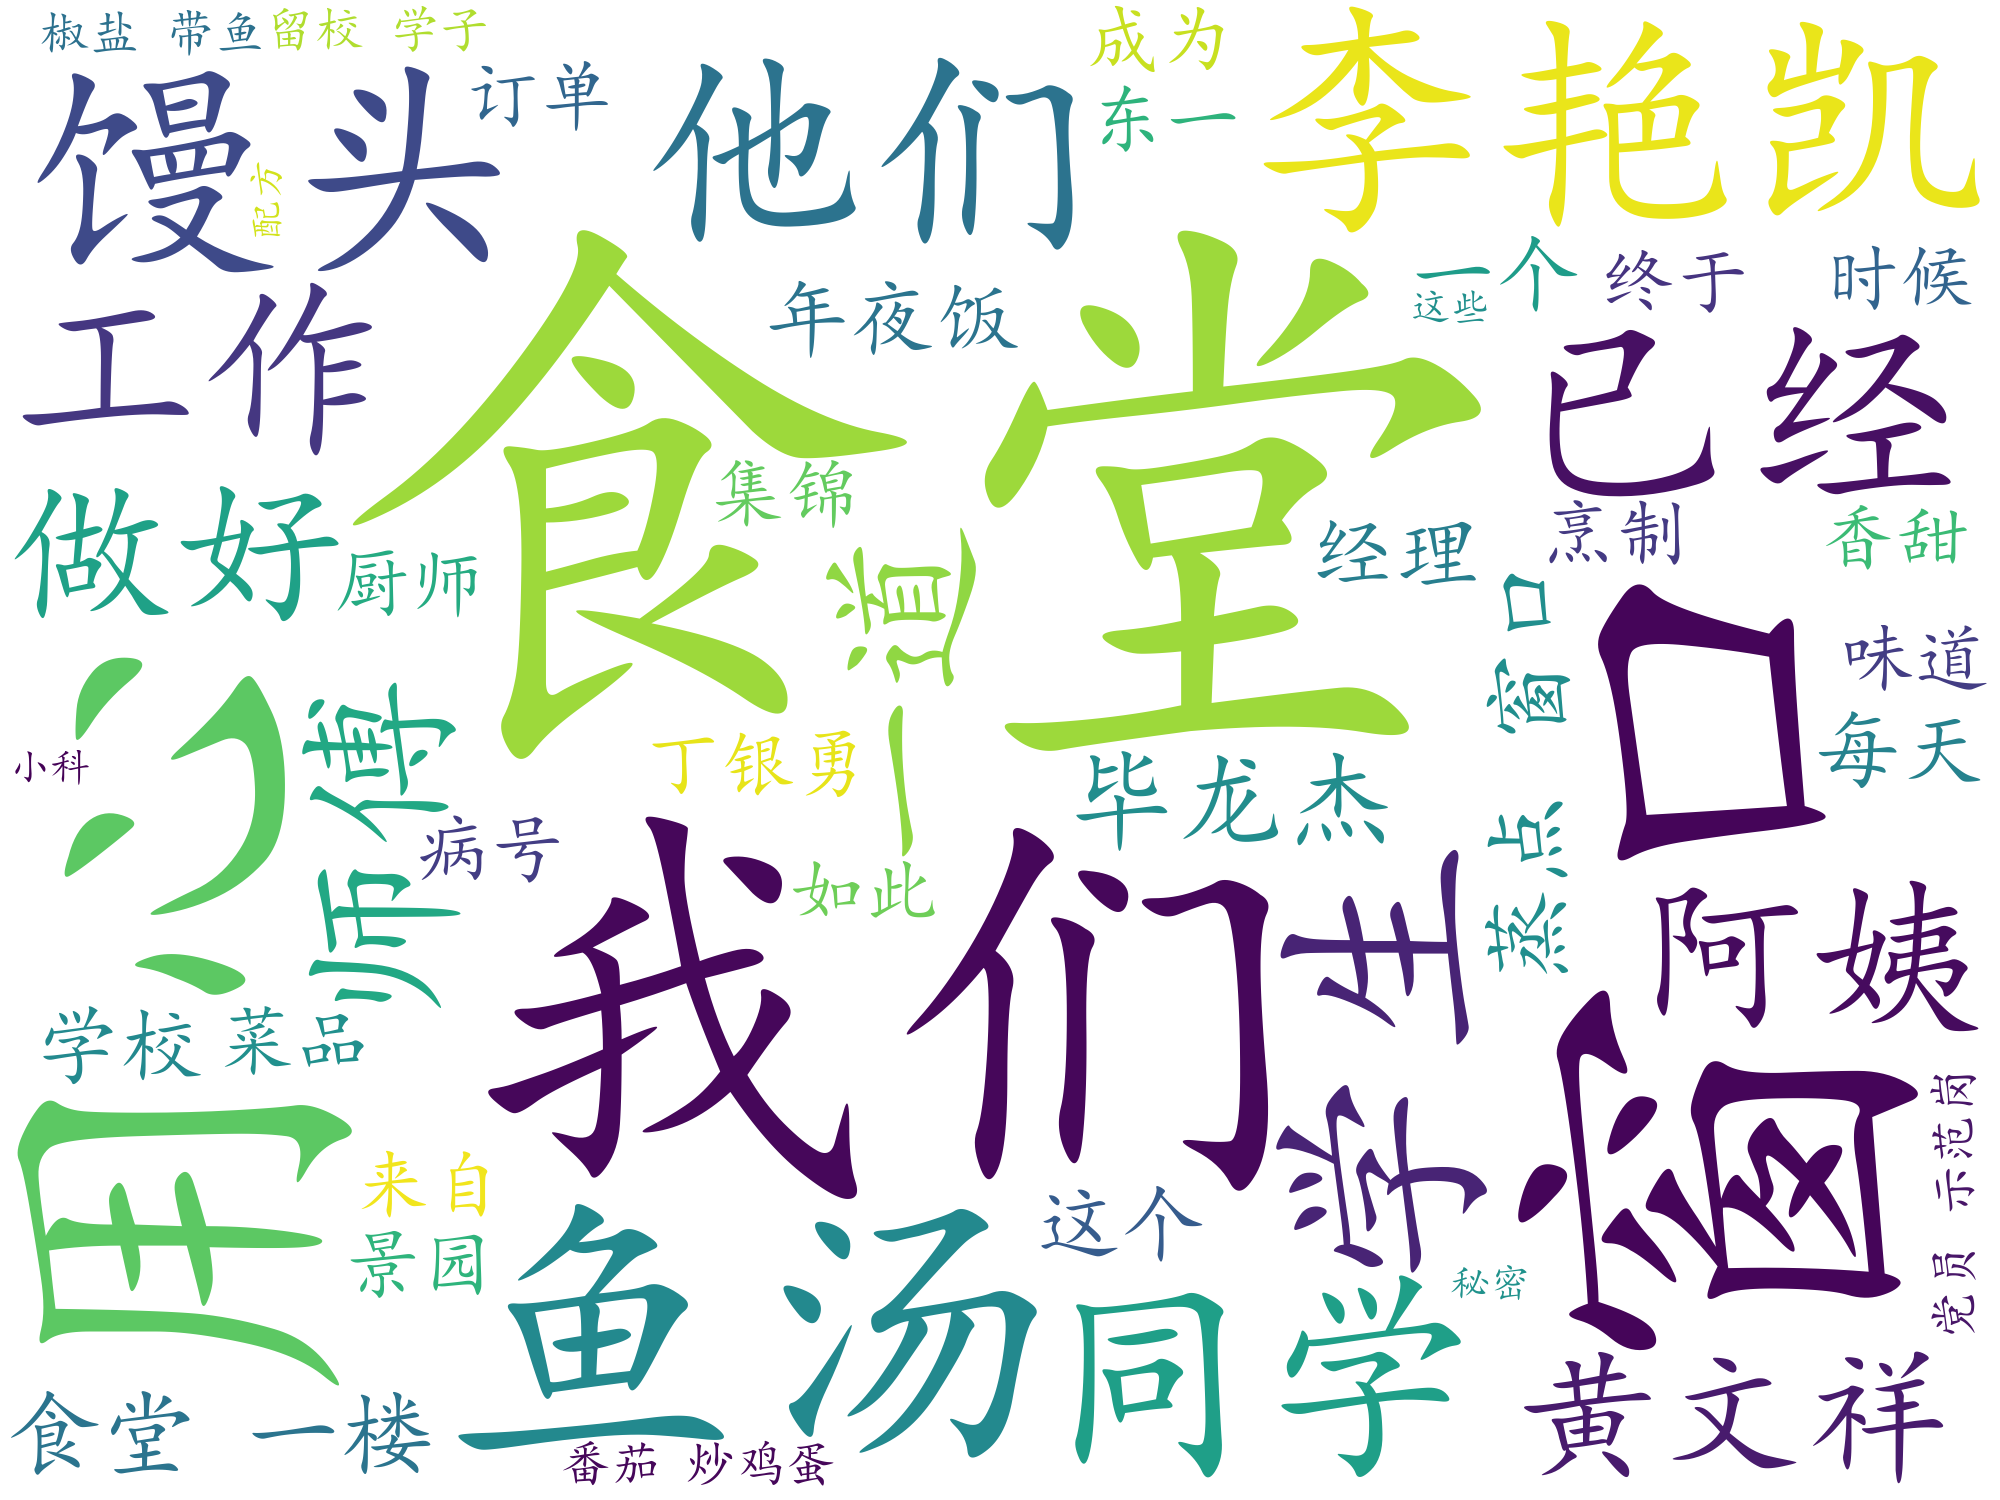 椒盐 带鱼
留校 学子
成为
李艳凯
馒头
订单
他们
东一
配方
食堂
年夜饭
一个
这些
终于
时候
工作
已经
做好
厨师
集锦
一道
经理
烹制
香甜
窗口
窗口
味道
每天
用心
小科
师傅
丁银勇
毕龙杰
病号
如此
我们
学生
蒸点
阿姨
学校
菜品
来自
景园
鱼汤
这个
同学
秘密
党员 示范岗
黄文祥
食堂 一楼
番茄 炒鸡蛋